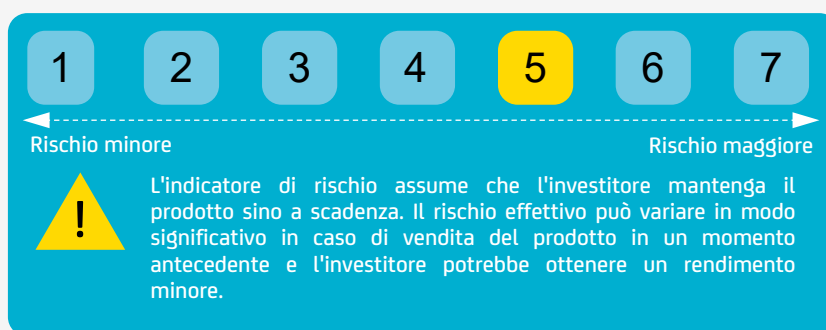 1 2 3 4 5 6 7
Rischio minore Rischio maggiore
!
L'indicatore di rischio assume che l'investitore mantenga il
prodotto sino a scadenza. Il rischio effettivo può variare in modo
significativo in caso di vendita del prodotto in un momento
antecedente e l'investitore potrebbe ottenere un rendimento
minore.